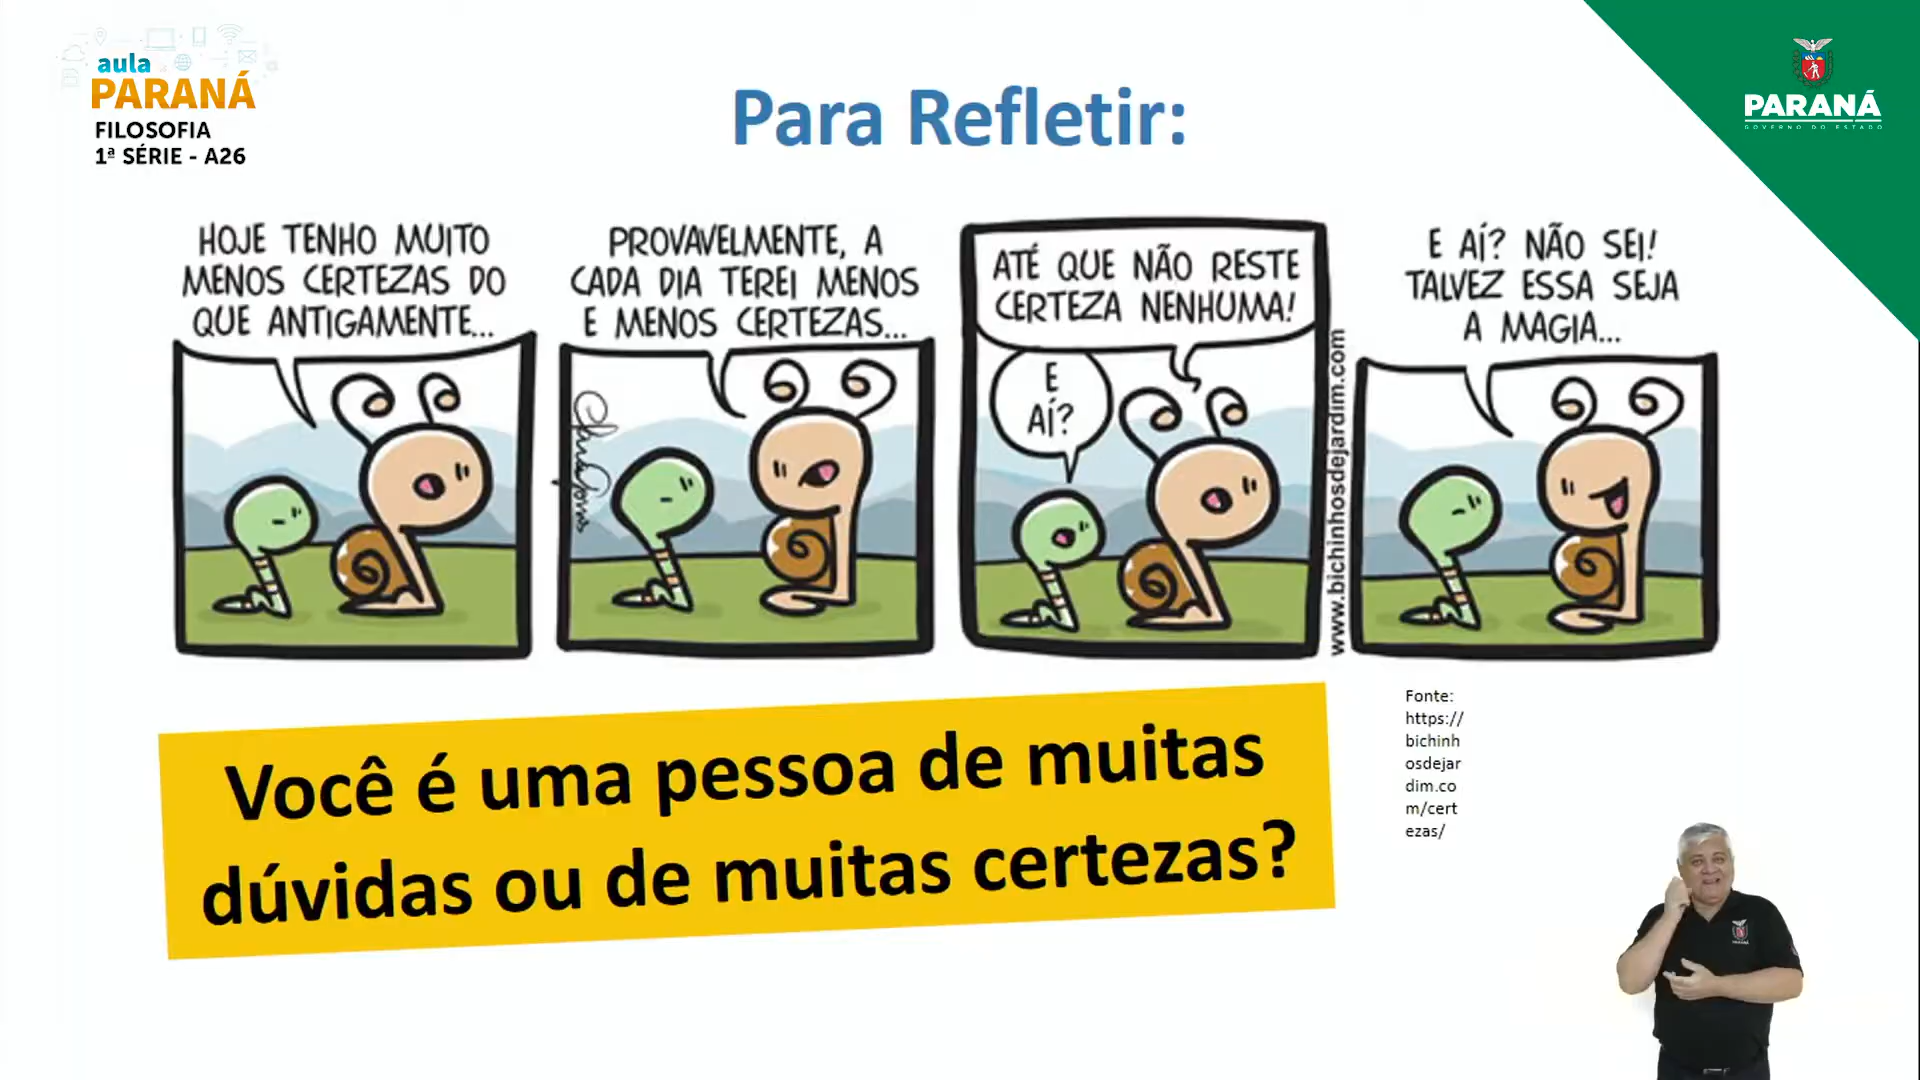 aula
PARANÁ
FILOSOFIA
1ª SÉRIE - A26
PARANÁ
GOVERNO DO ESTADO
Para Refletir:
HOJE TENHO MUITO
MENOS CERTEZAS DO
QUE ANTIGAMENTE...
PROVAVELMENTE, A
CADA DIA TEREI MENOS
E MENOS CERTEZAS...
ATÉ QUE NÃO RESTE
CERTEZA NENHUMA!
E
AÍ?
www.bichinhosdejardim.com
E AÍ? NÃO SEI!
TALVEZ ESSA SEJA
A MAGIA...
Você é uma pessoa de muitas
dúvidas ou de muitas certezas?
Fonte:
https://
bichinh
osdejar
dim.co
m/cert
ezas/